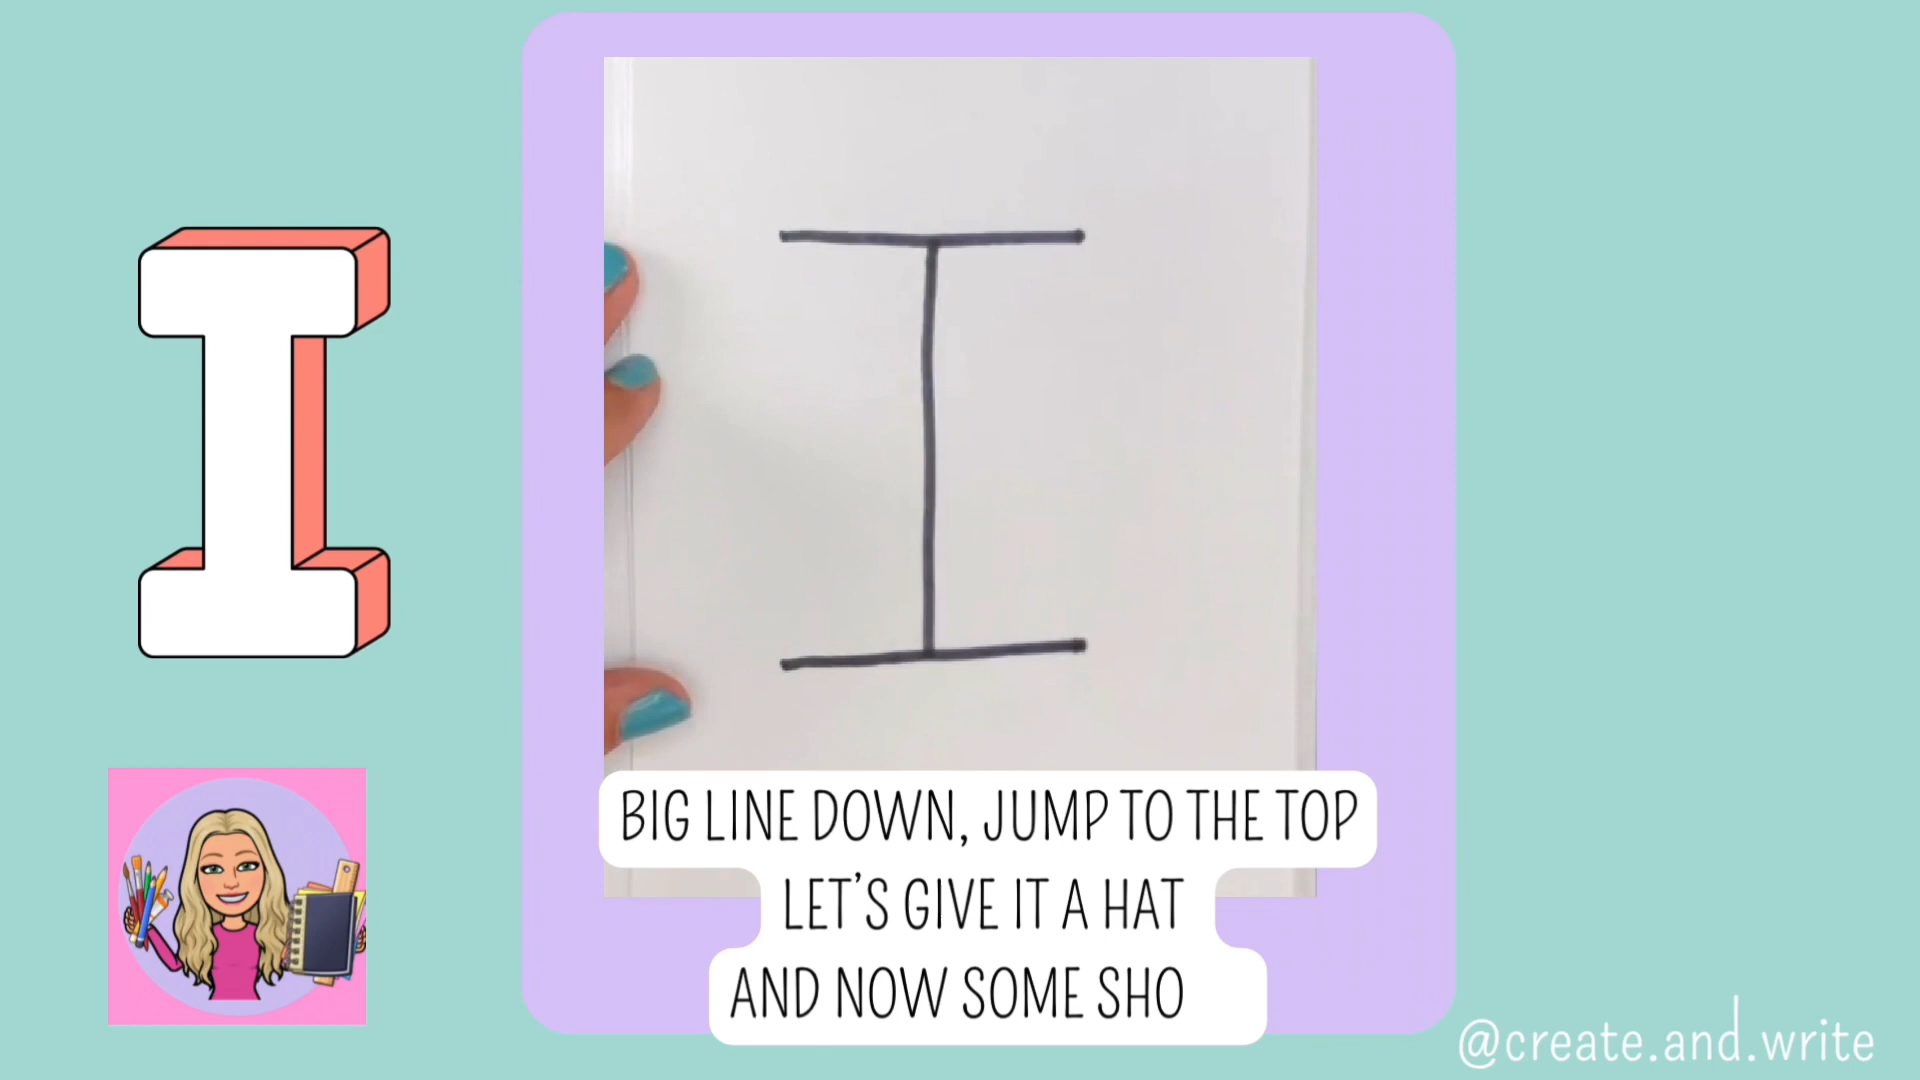 I
I
BIG LINE DOWN, JUMP TO THE TOP
LET'S GIVE IT A HAT
AND NOW SOME SHO
@create.and.write